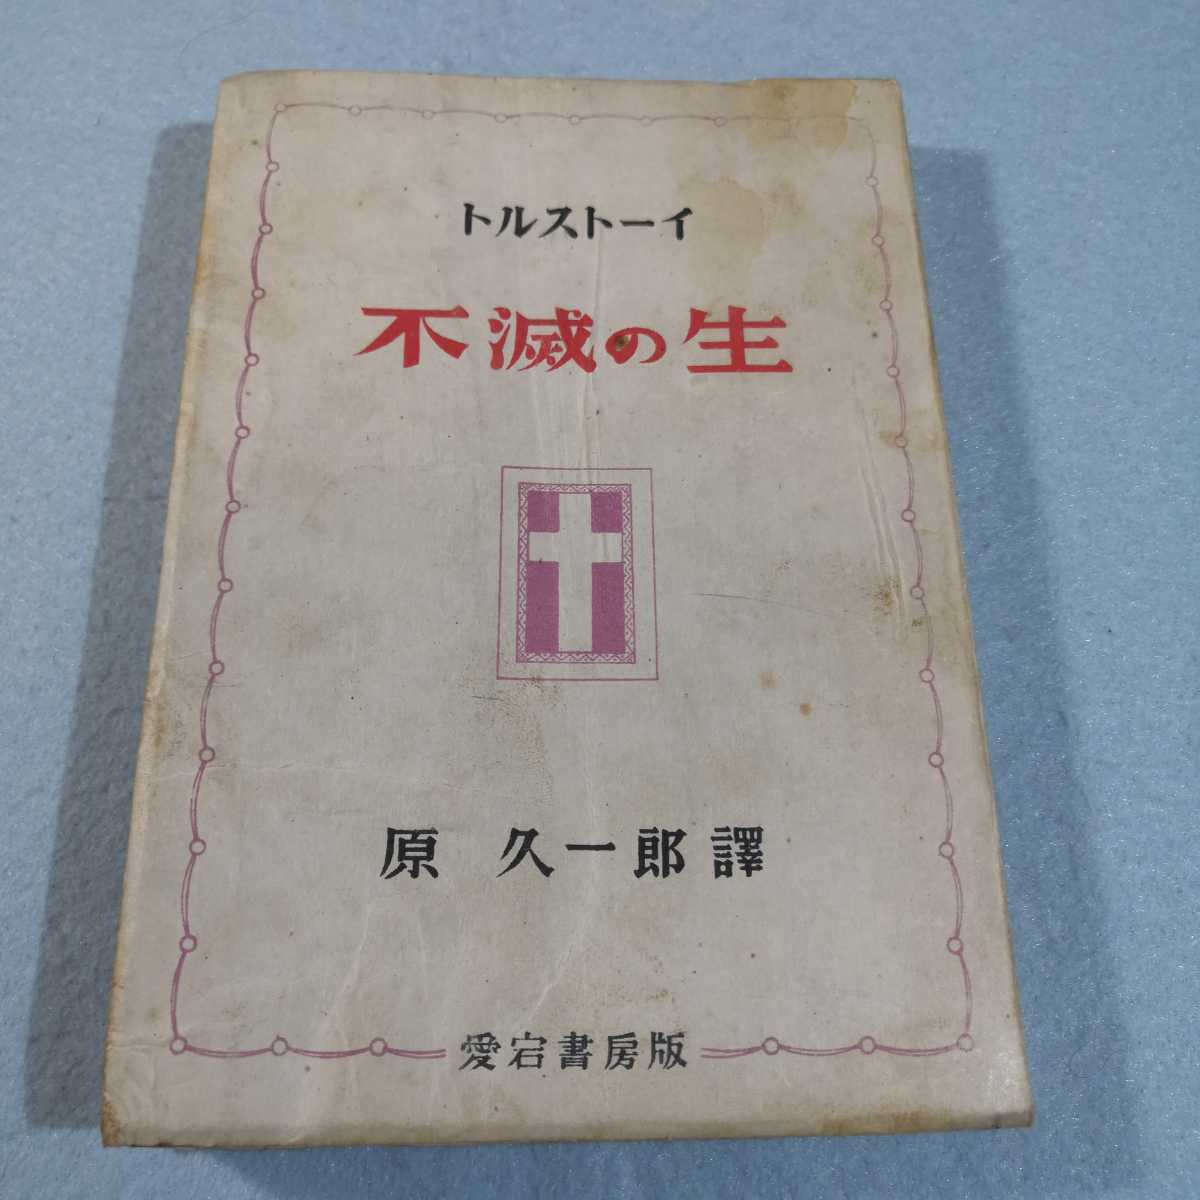 トルストーイ
不滅の生
原 久一郎 譯
愛宕書房版